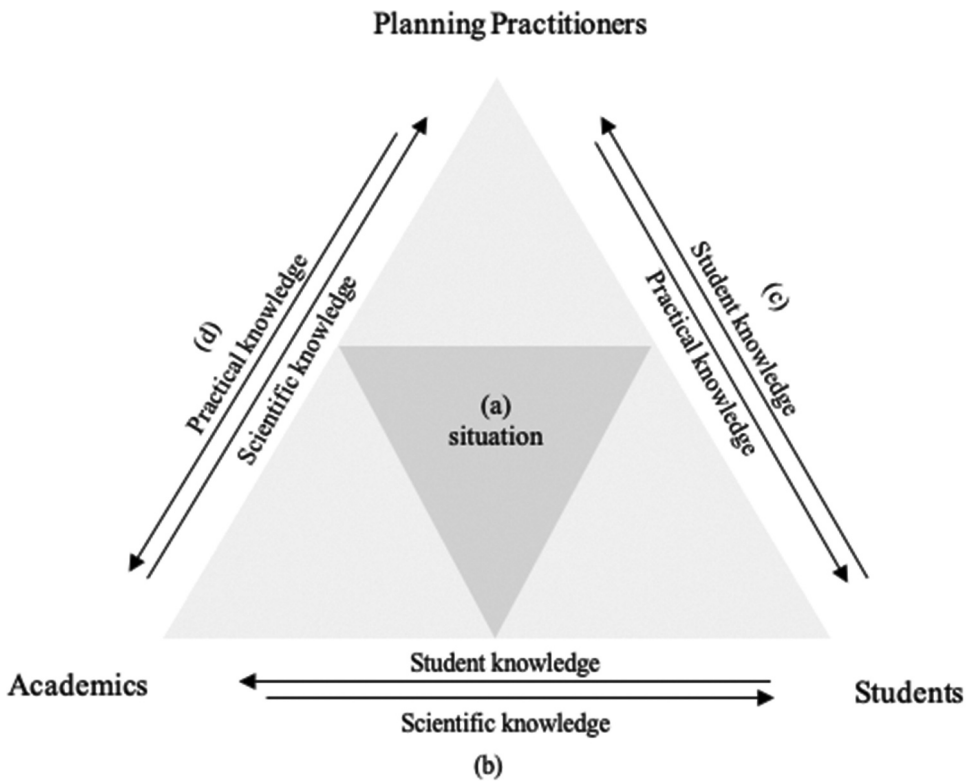 Planning Practitioners
(d)
Practical knowledge
Scientific knowledge
(c)
Student knowledge
Practical knowledge
(a)
situation
Academics
Student knowledge
Scientific knowledge
Students
(b)